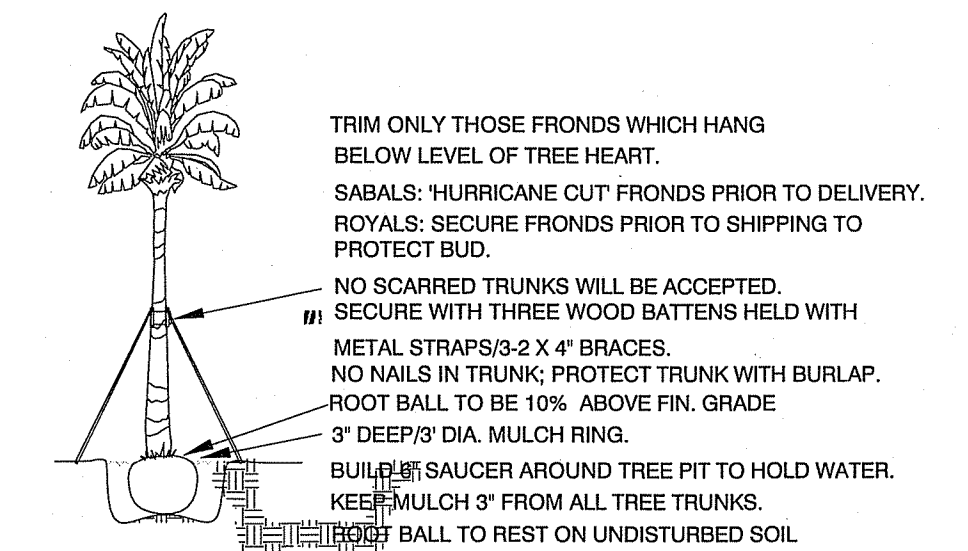 TRIM ONLY THOSE FRONDS WHICH HANG
BELOW LEVEL OF TREE HEART.
SABALS: 'HURRICANE CUT' FRONDS PRIOR TO DELIVERY.
ROYALS: SECURE FRONDS PRIOR TO SHIPPING TO
PROTECT BUD.
NO SCARRED TRUNKS WILL BE ACCEPTED.
SECURE WITH THREE WOOD BATTENS HELD WITH
METAL STRAPS/3-2 X 4" BRACES.
NO NAILS IN TRUNK; PROTECT TRUNK WITH BURLAP.
ROOT BALL TO BE 10% ABOVE FIN. GRADE
3" DEEP/3' DIA. MULCH RING.
BUILD SAUCER AROUND TREE PIT TO HOLD WATER.
KEEP MULCH 3" FROM ALL TREE TRUNKS.
ROOT BALL TO REST ON UNDISTURBED SOIL